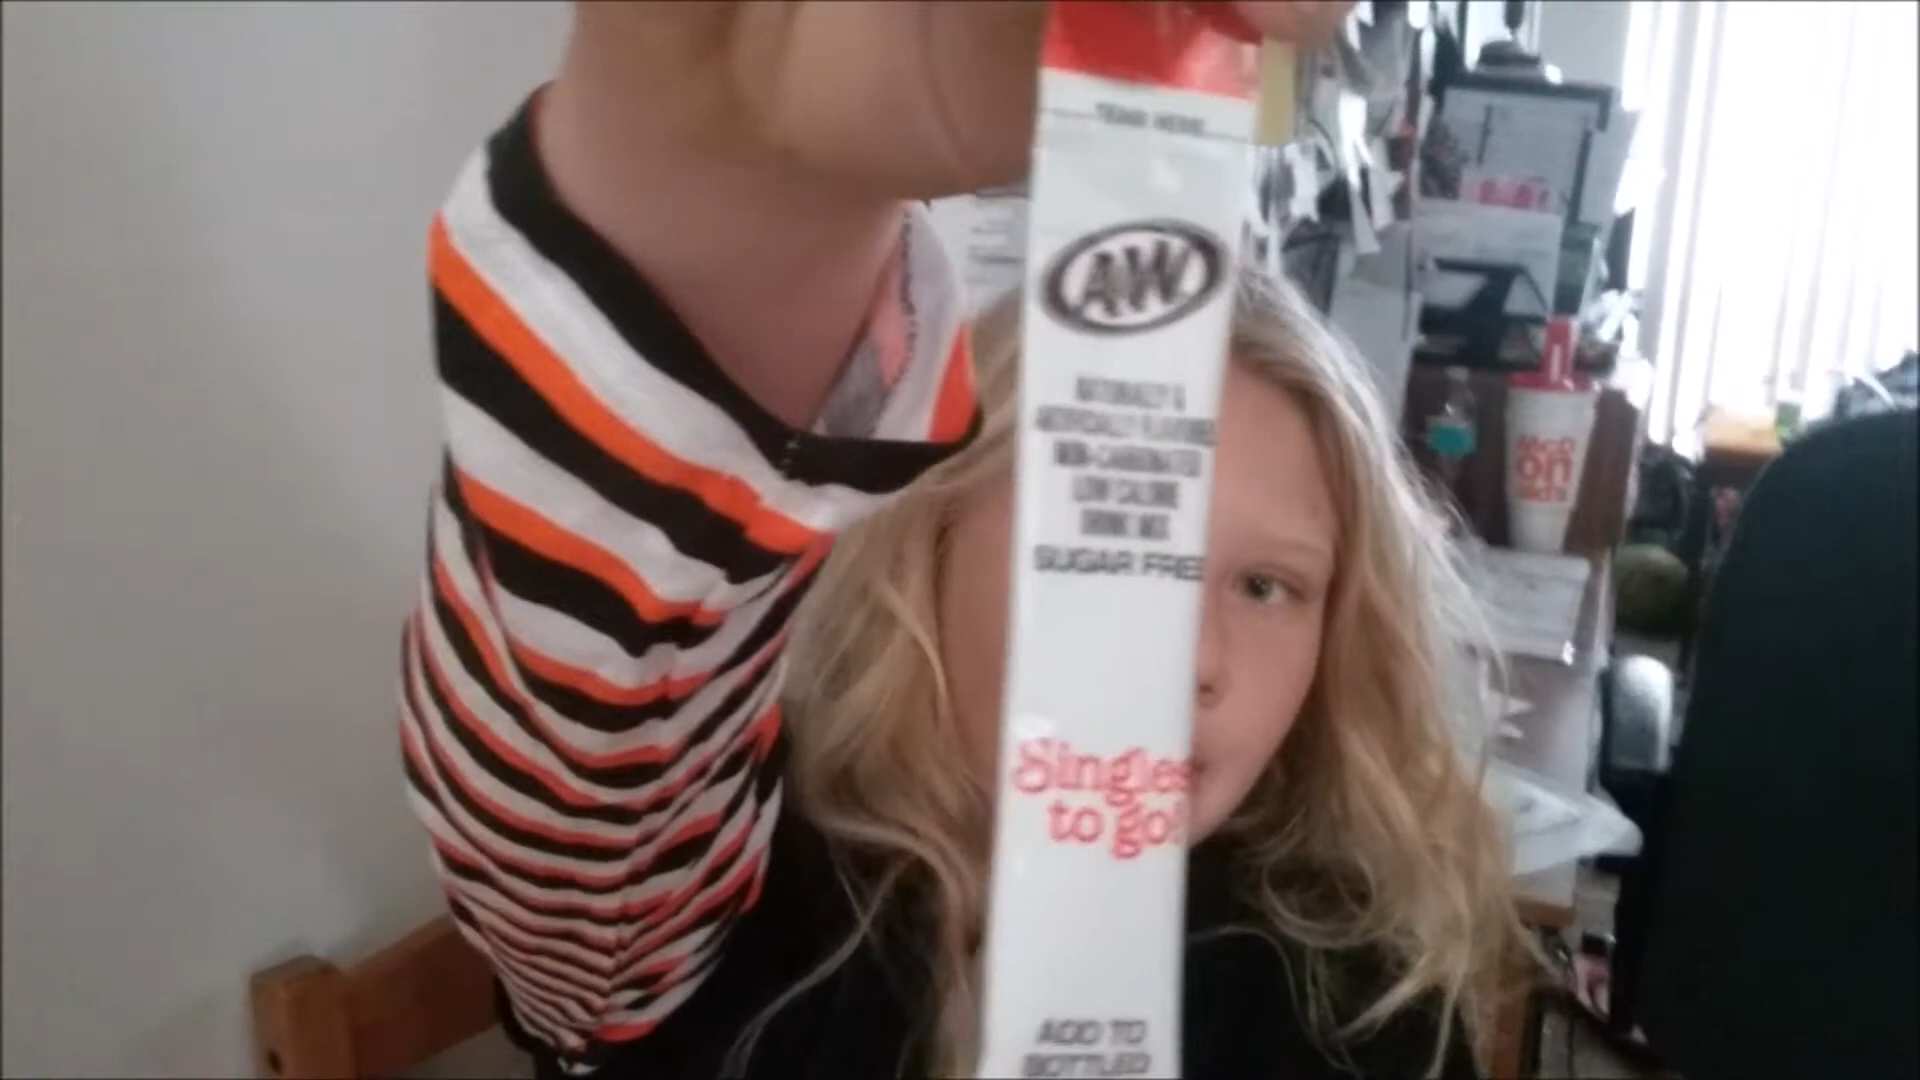 TEAR HERE
A&W
NATURALLY &
ARTIFICIALLY FLAVORED
NON-CARBONATED
LOW CALORIE
DRINK MIX
SUGAR FREE
Singles
to go!
ADD TO
BOTTLED
on